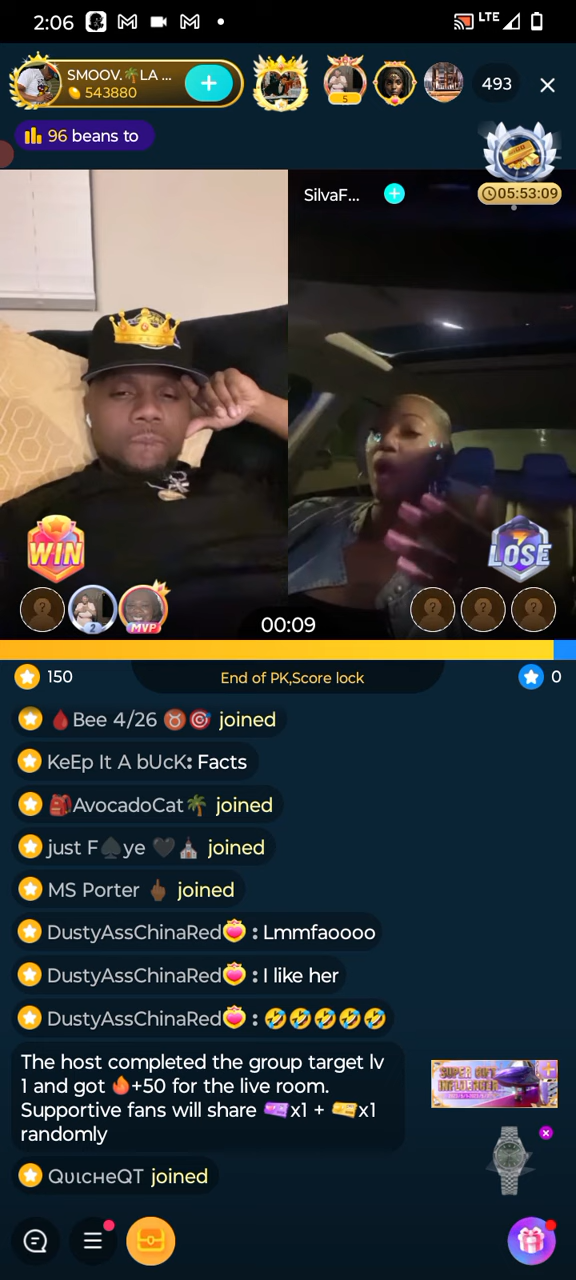 2:06
LTE
SMOOV.🌴LA ...
543880
5
493
96 beans to
05:53:09
SilvaF...
WIN
LOSE
2
MVP
00:09
150
End of PK,Score lock
0
🩸Bee 4/26 ♉🎯 joined
KeEp It A bUcK: Facts
🎒AvocadoCat🌴 joined
just F♠ye 🖤⛪ joined
MS Porter 🖕🏾 joined
DustyAssChinaRed : Lmmfaoooo
DustyAssChinaRed : I like her
DustyAssChinaRed : 🤣🤣🤣🤣🤣
The host completed the group target lv
1 and got 🔥+50 for the live room.
Supportive fans will share x1 + x1
randomly
QυιcнeQT joined